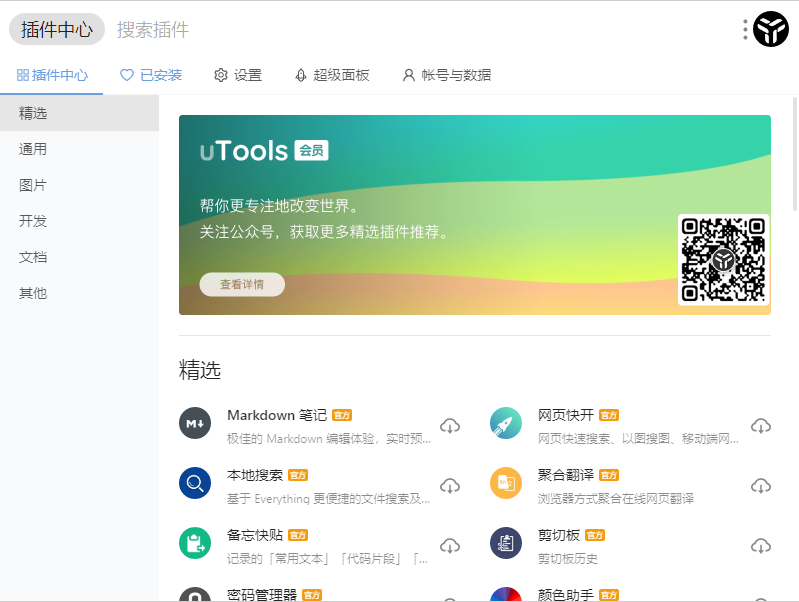 插件中心 搜索插件
插件中心 已安装 设置 超级面板 帐号与数据
精选
通用
图片
开发
文档
其他
uTools 会员
帮你更专注地改变世界。
关注公众号，获取更多精选插件推荐。
查看详情
精选
Markdown 笔记 官方
极佳的 Markdown 编辑体验，实时预...
网页快开 官方
网页快速搜索、以图搜图、移动端网...
本地搜索 官方
基于 Everything 更便捷的文件搜索及...
聚合翻译 官方
浏览器方式聚合在线网页翻译
备忘快贴 官方
记录的「常用文本」「代码片段」「...
剪切板 官方
剪切板历史
密码管理器 官方
颜色助手 官方